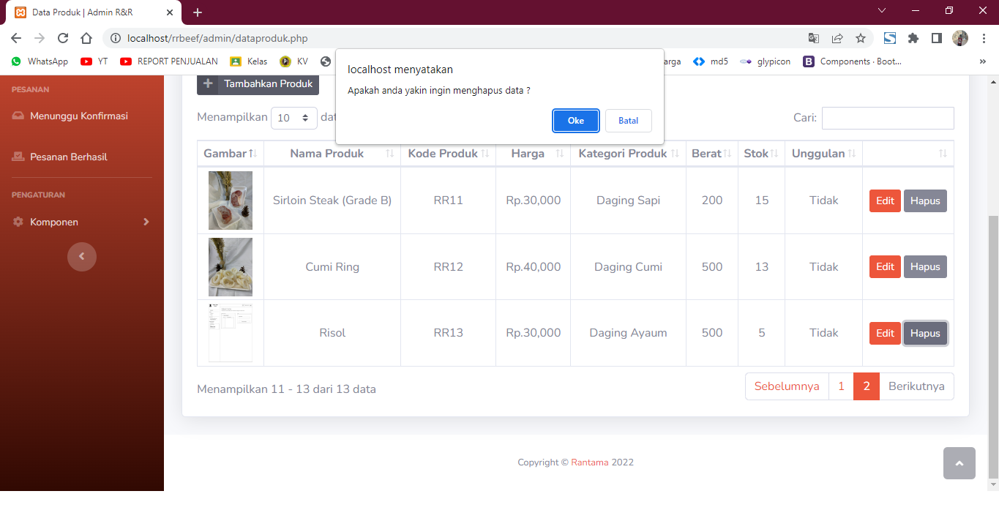 Data Produk | Admin R&R
localhost/rrbeef/admin/dataproduk.php
WhatsApp YT REPORT PENJUALAN Kelas KV arga md5 glypicon B Components · Boot... »
localhost menyatakan
Apakah anda yakin ingin menghapus data ?
Oke Batal
PESANAN
Menunggu Konfirmasi
Pesanan Berhasil
PENGATURAN
Komponen
Tambahkan Produk
Menampilkan 10 dat
Cari:
Gambar Nama Produk Kode Produk Harga Kategori Produk Berat Stok Unggulan
Sirloin Steak (Grade B) RR11 Rp.30,000 Daging Sapi 200 15 Tidak Edit Hapus
Cumi Ring RR12 Rp.40,000 Daging Cumi 500 13 Tidak Edit Hapus
Risol RR13 Rp.30,000 Daging Ayaum 500 5 Tidak Edit Hapus
Menampilkan 11 - 13 dari 13 data
Sebelumnya 1 2 Berikutnya
Copyright © Rantama 2022